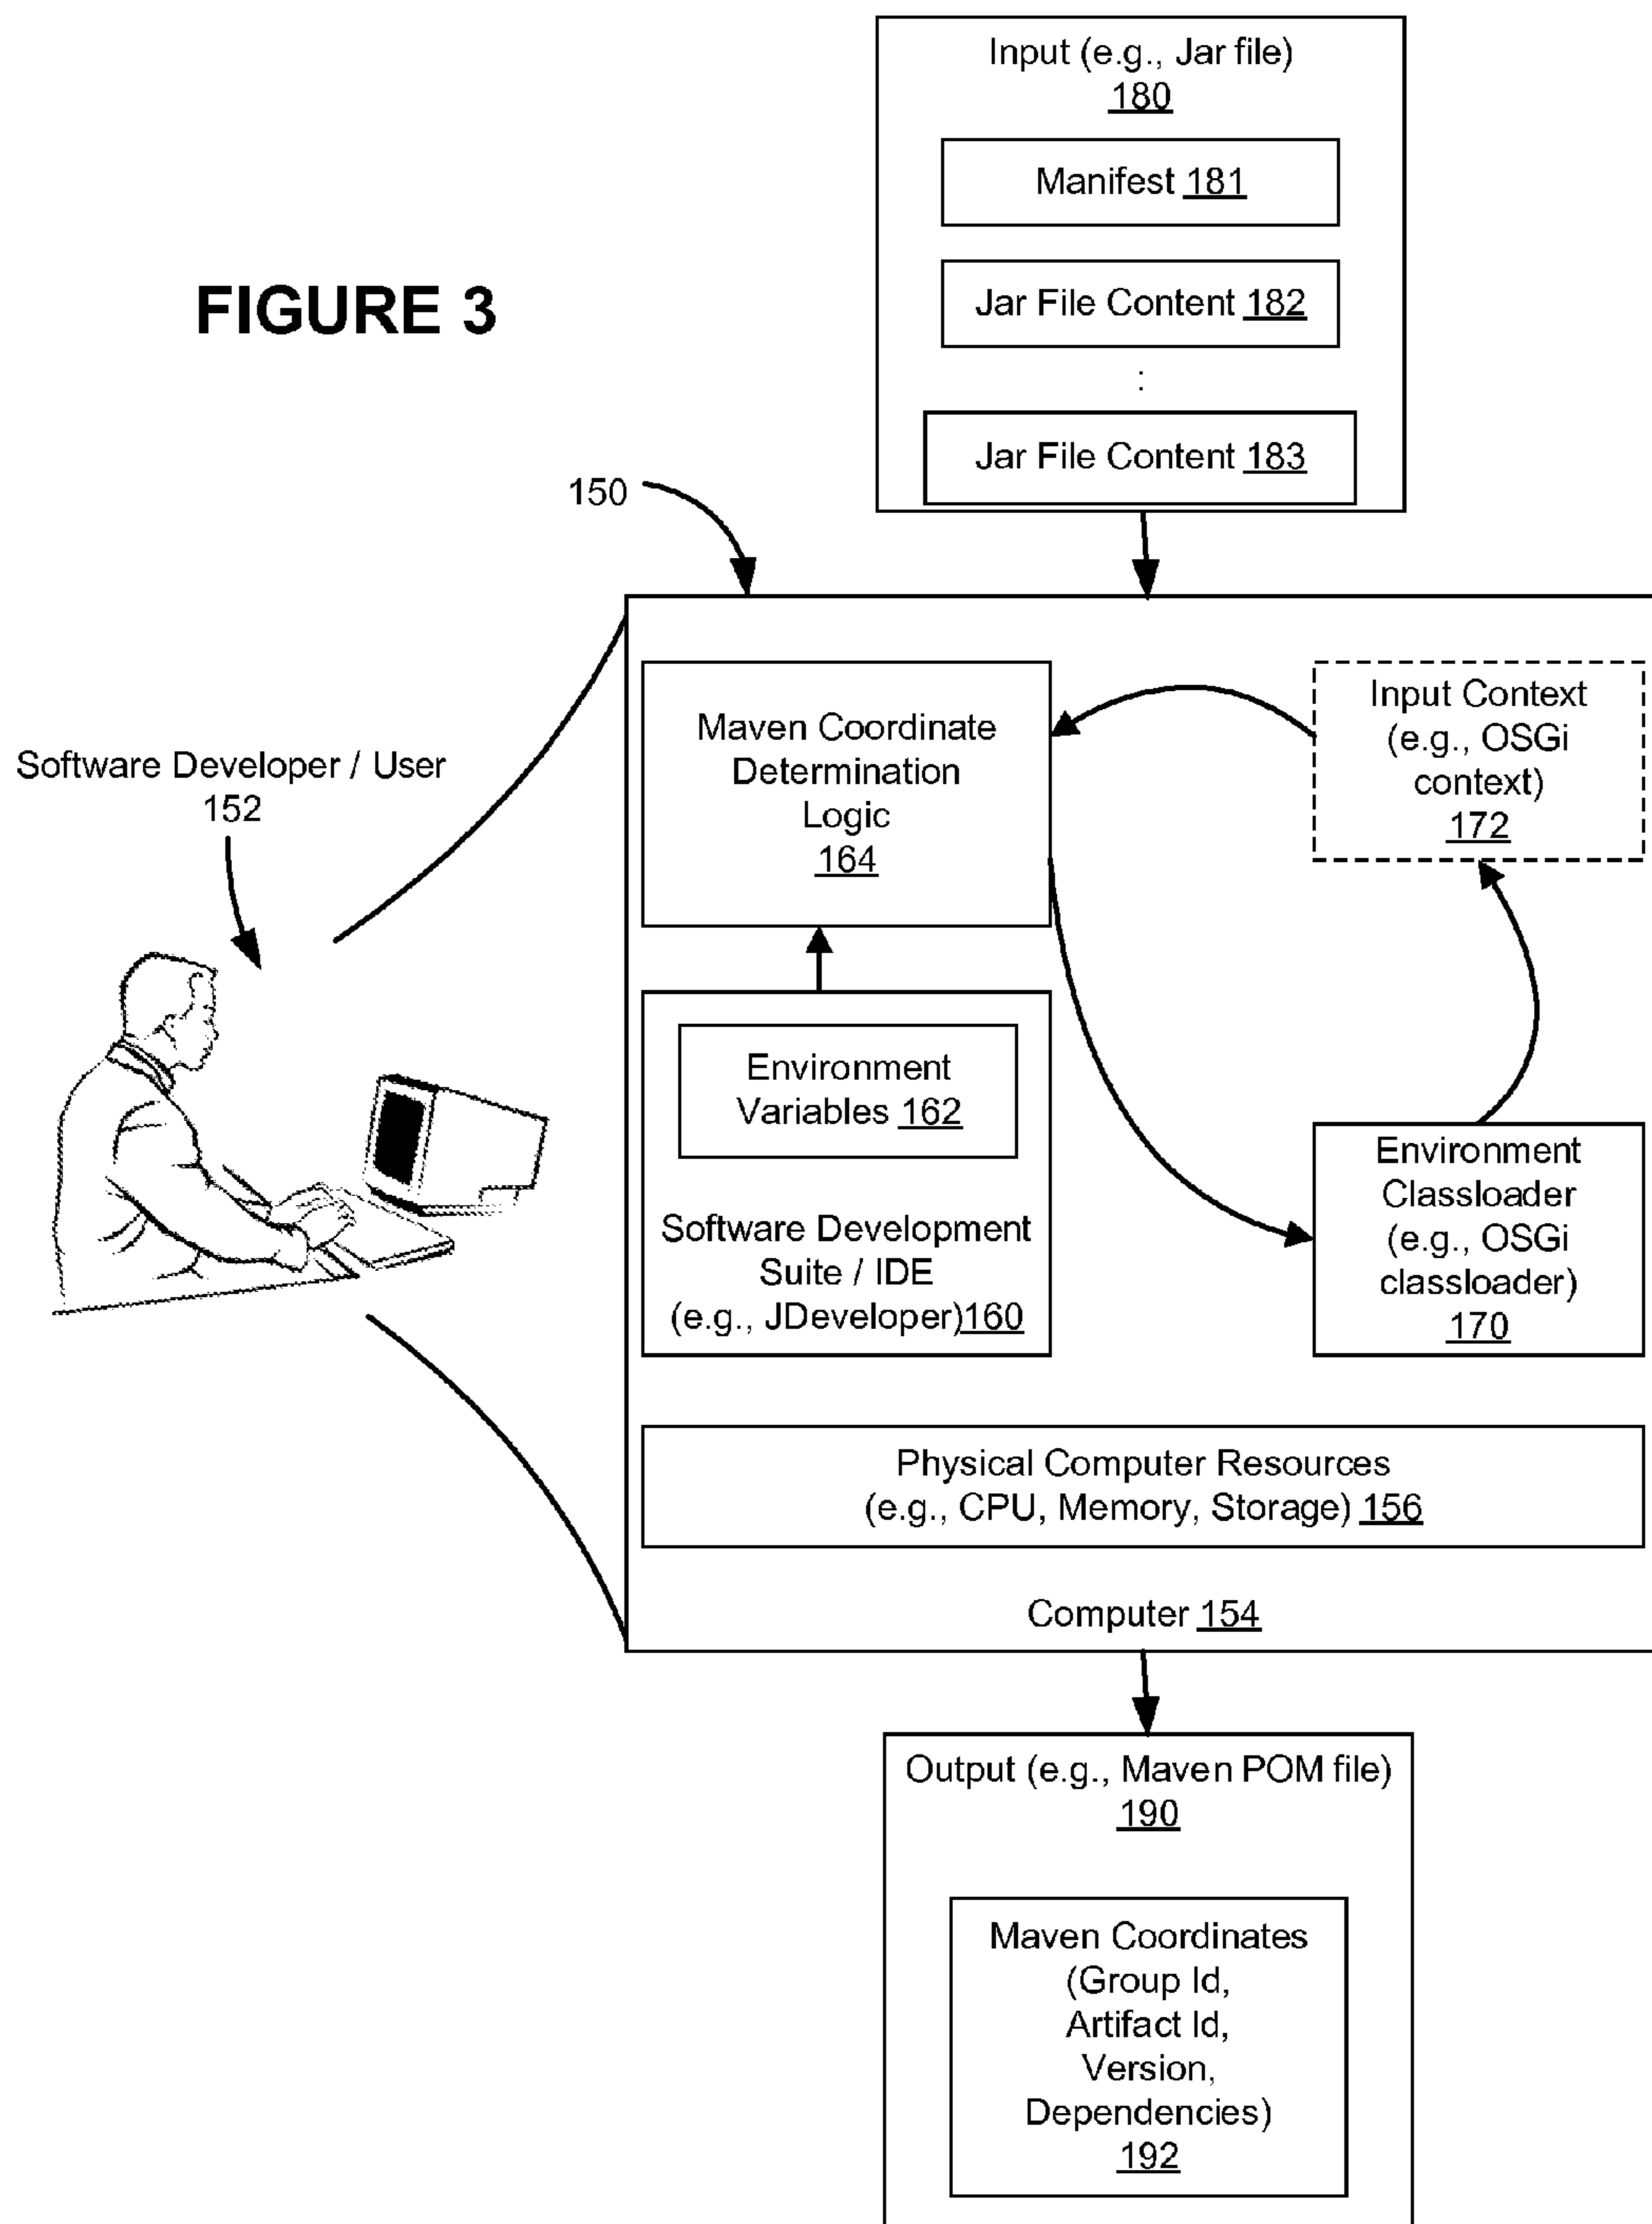 Input (e.g., Jar file)
180
Manifest 181
FIGURE 3
Jar File Content 182
:
Jar File Content 183
150
Maven Coordinate
Determination
Logic
164
Input Context
(e.g., OSGi
context)
172
Software Developer / User
152
Environment
Variables 162
Software Development
Suite / IDE
(e.g., JDeveloper)160
Environment
Classloader
(e.g., OSGi
classloader)
170
Physical Computer Resources
(e.g., CPU, Memory, Storage) 156
Computer 154
Output (e.g., Maven POM file)
190
Maven Coordinates
(Group Id,
Artifact Id,
Version,
Dependencies)
192